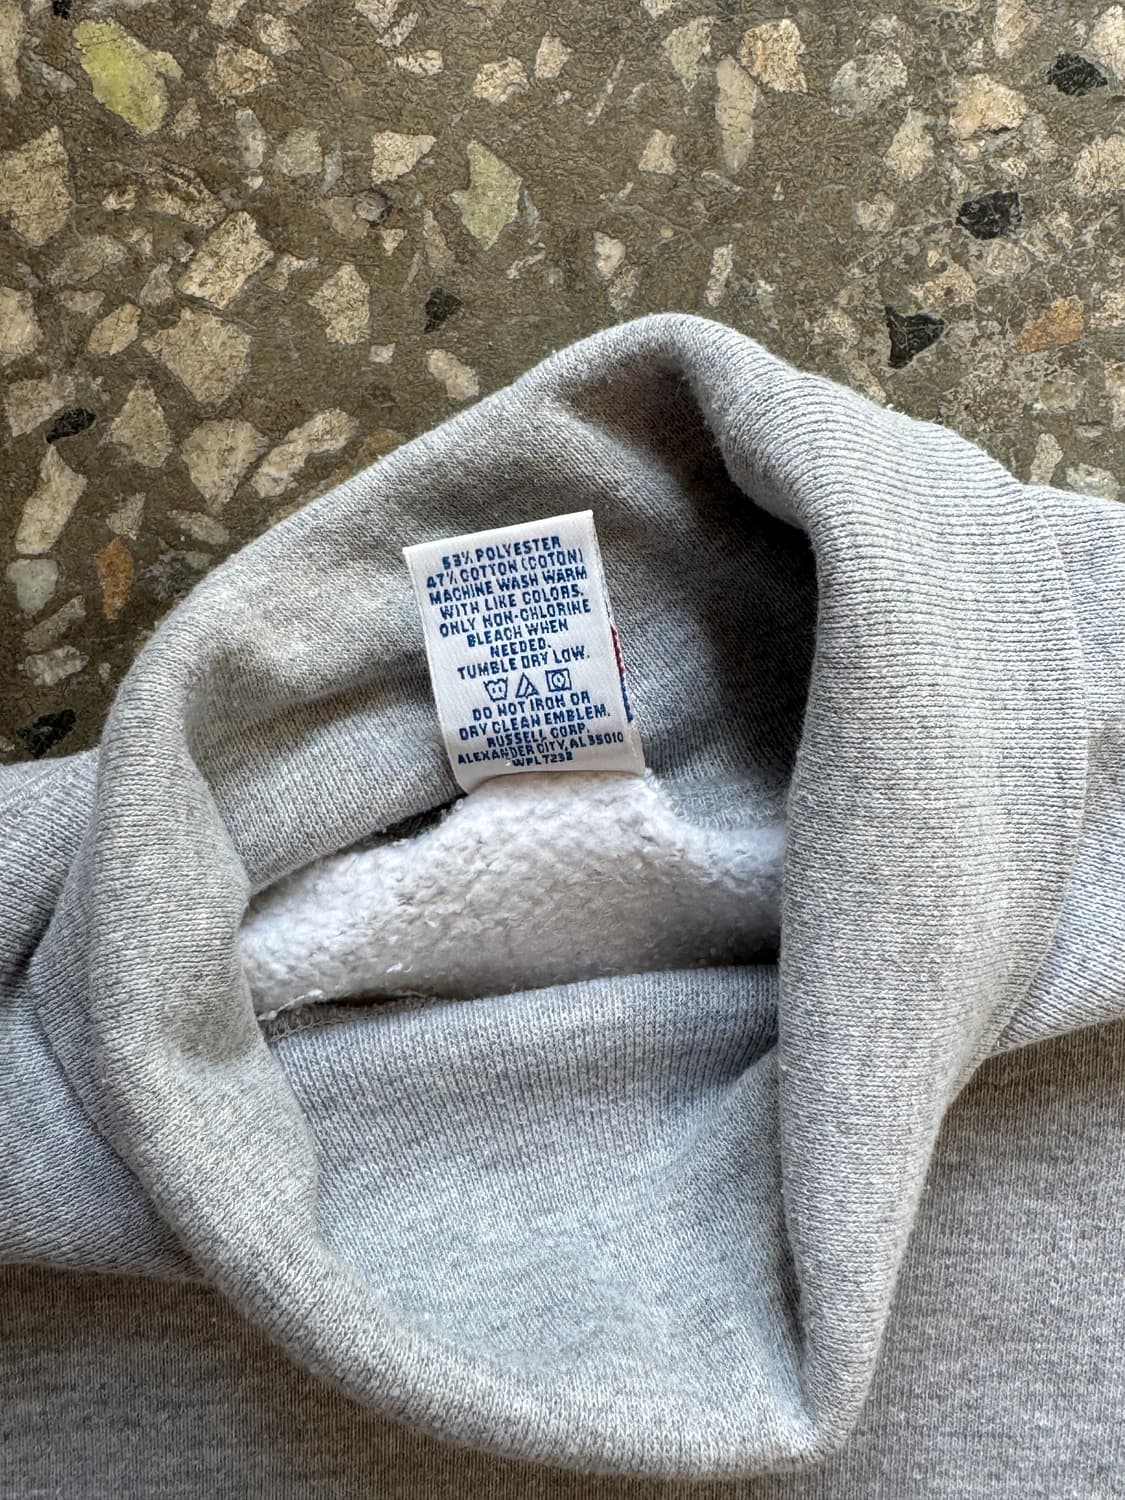 53% POLYESTER
47% COTTON (COTON)
MACHINE WASH WARM
WITH LIKE COLORS.
ONLY NON-CHLORINE
BLEACH WHEN
NEEDED.
TUMBLE DRY LOW.
DO NOT IRON OR
DRY CLEAN EMBLEM.
RUSSELL CORP.
ALEXANDER CITY, AL 35010
WPL7238